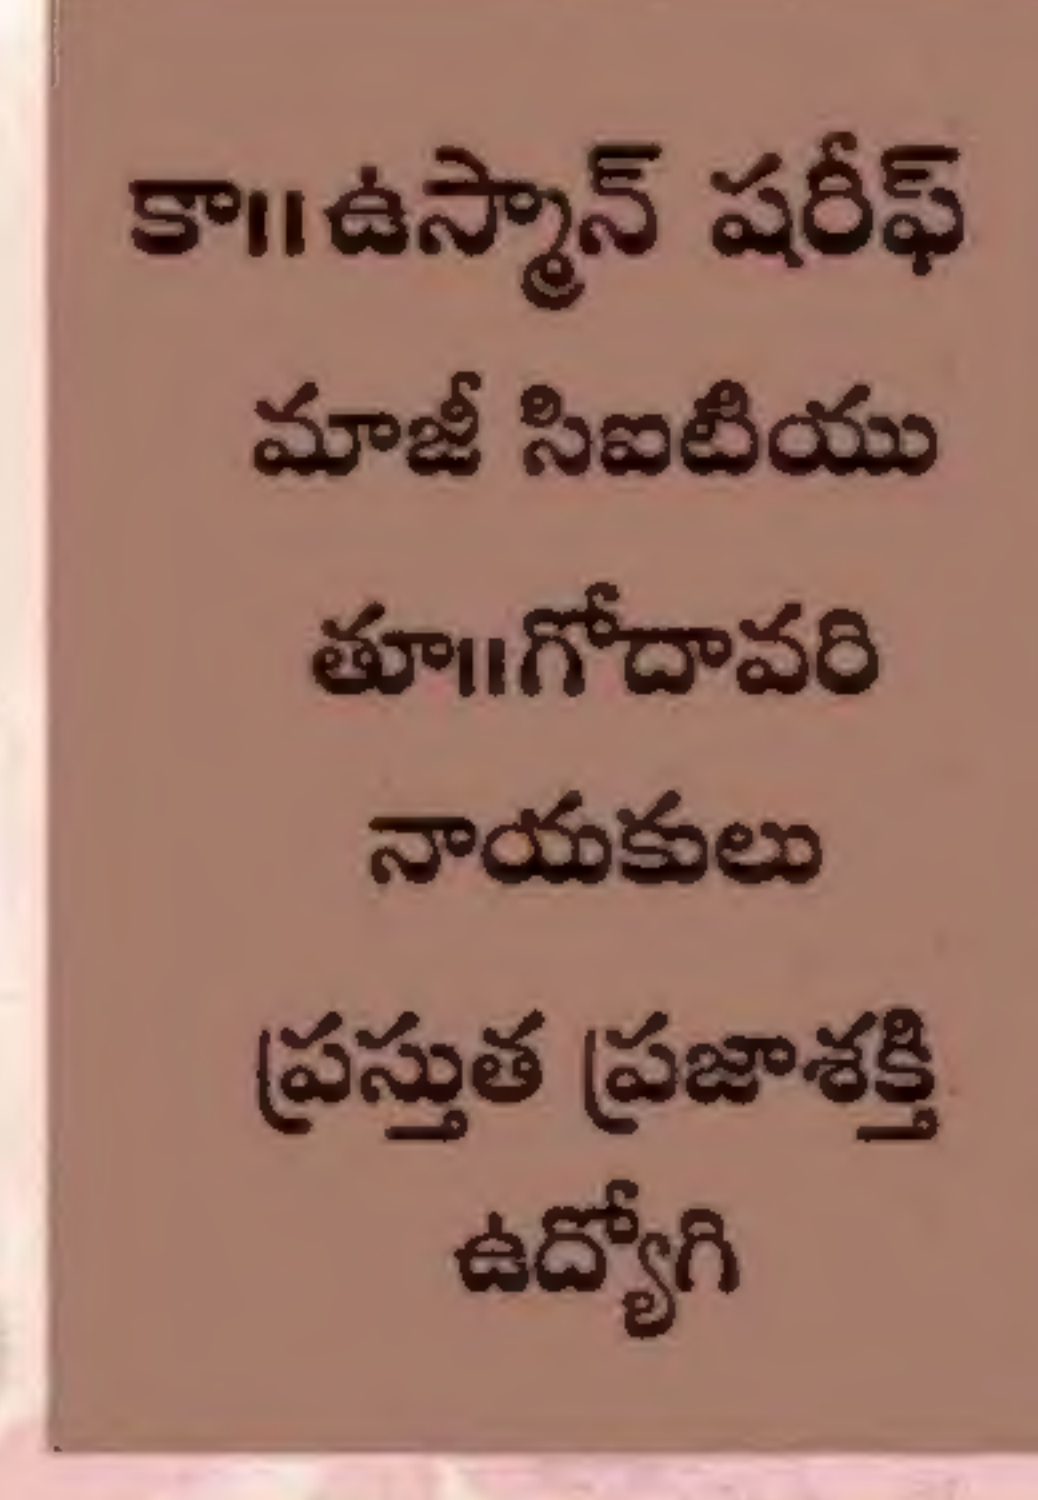 కా॥ఉస్మాన్ షరీఫ్
మాజీ సిఐటియు
తూ॥గోదావరి
నాయకులు
ప్రస్తుత ప్రజాశక్తి
ఉద్యోగి